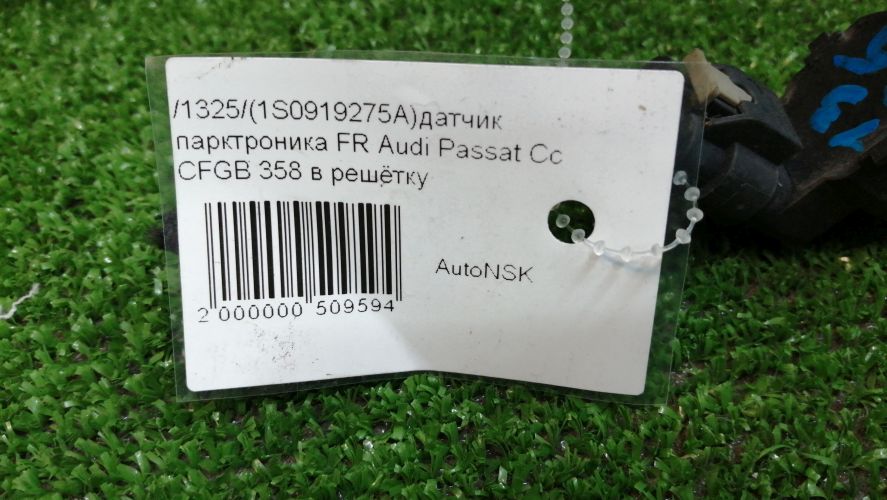 /1325/(1S0919275A)датчик
парктроника FR Audi Passat Cc
CFGB 358 в решётку
AutoNSK
2 000000 509594